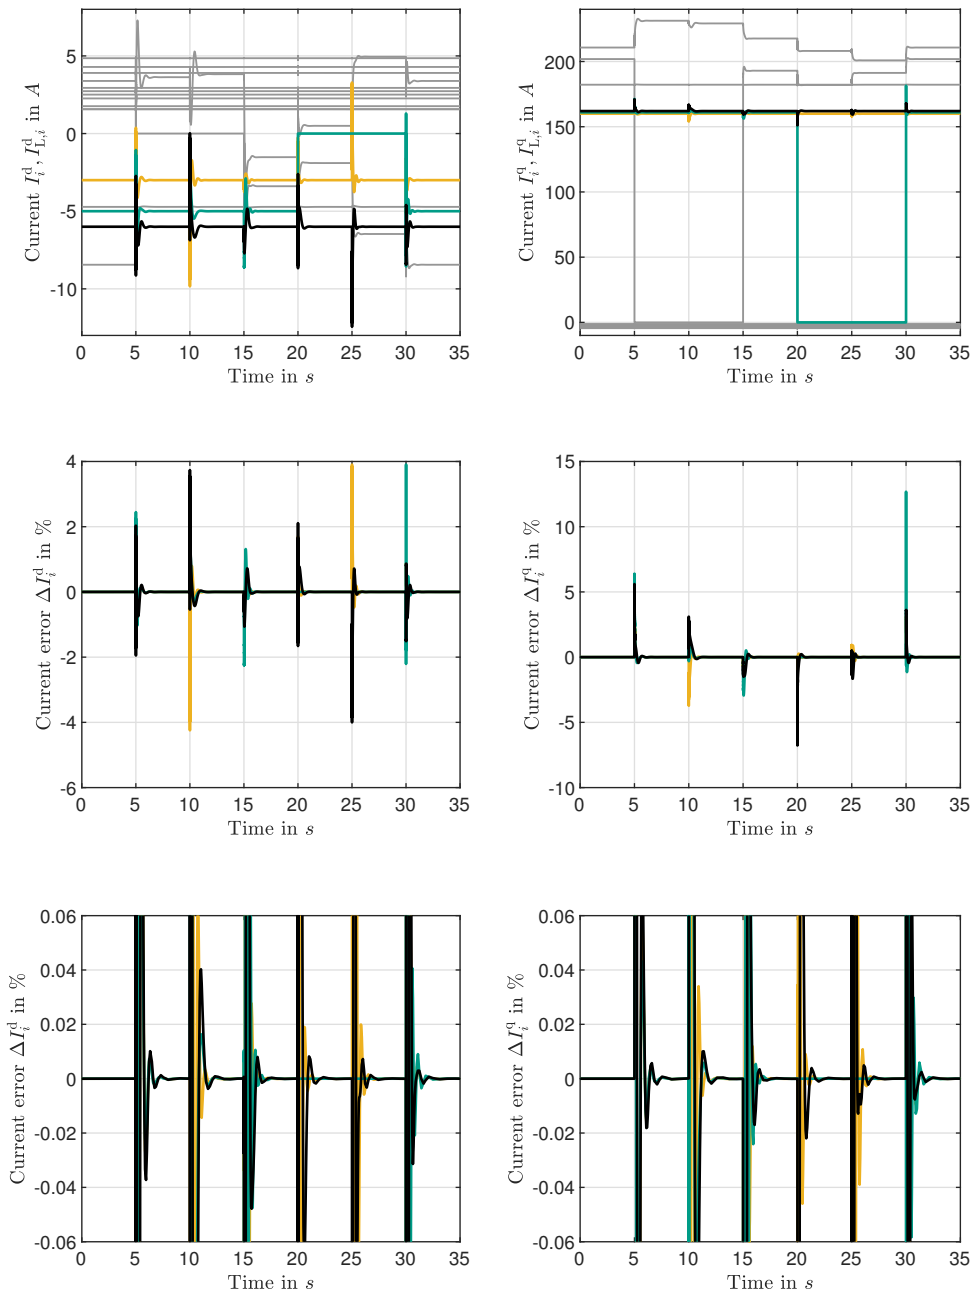 Current I_i^d, I_{L,i}^d in A
5
0
-5
-10
0 5 10 15 20 25 30 35
Time in s
Current I_i^q, I_{L,i}^q in A
200
150
100
50
0
0 5 10 15 20 25 30 35
Time in s
Current error ΔI_i^d in %
4
2
0
-2
-4
-6
0 5 10 15 20 25 30 35
Time in s
Current error ΔI_i^q in %
15
10
5
0
-5
-10
0 5 10 15 20 25 30 35
Time in s
Current error ΔI_i^d in %
0.06
0.04
0.02
0
-0.02
-0.04
-0.06
0 5 10 15 20 25 30 35
Time in s
Current error ΔI_i^q in %
0.06
0.04
0.02
0
-0.02
-0.04
-0.06
0 5 10 15 20 25 30 35
Time in s